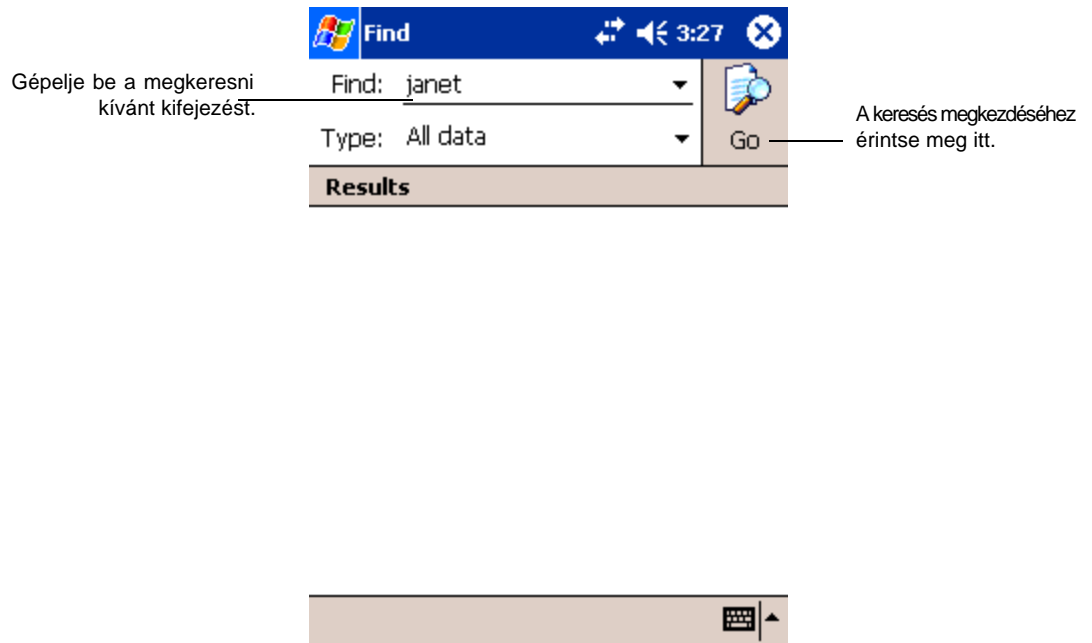 Find 3:27
Gépelje be a megkeresni
kívánt kifejezést.
Find: janet
Type: All data
Go
A keresés megkezdéséhez
érintse meg itt.
Results